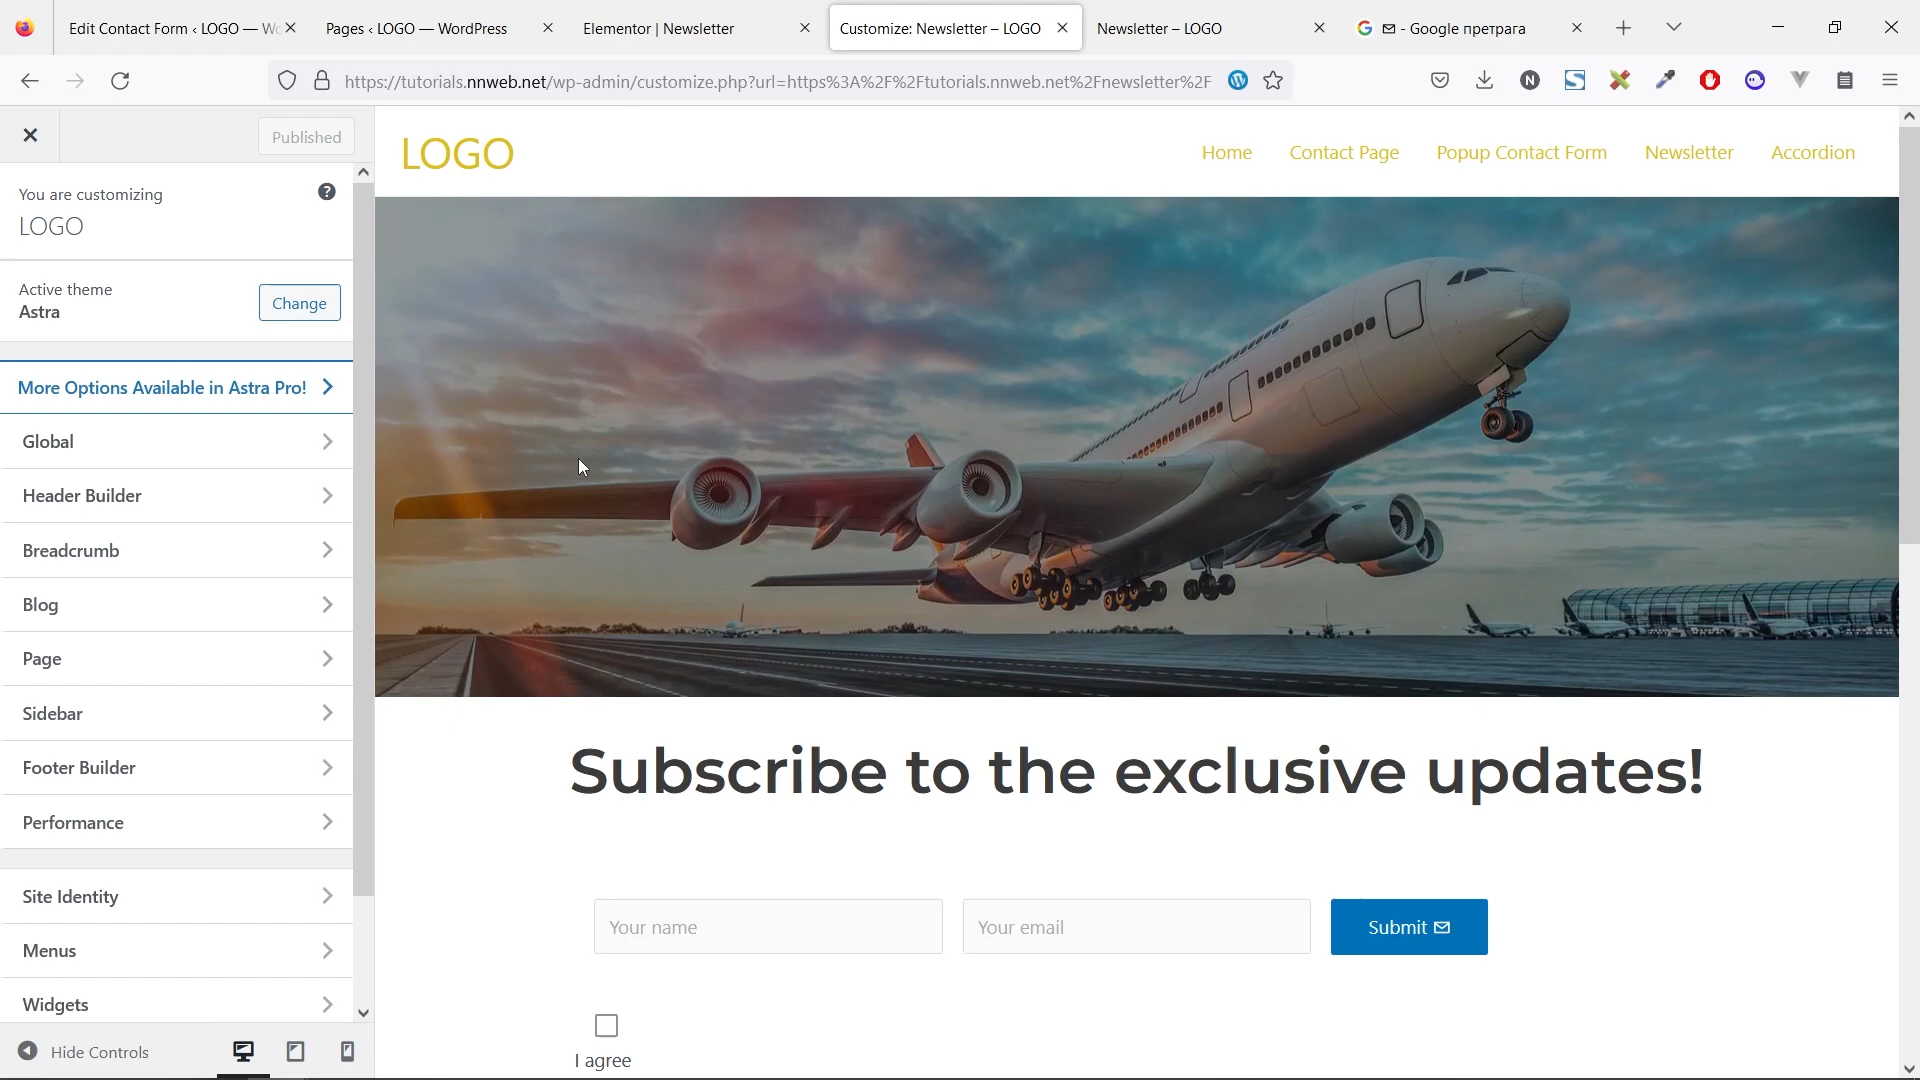 Edit Contact Form ‹ LOGO — Wo
Pages ‹ LOGO — WordPress
Elementor | Newsletter
Customize: Newsletter – LOGO
Newsletter – LOGO
✉ - Google претрага
https://tutorials.nnweb.net/wp-admin/customize.php?url=https%3A%2F%2Ftutorials.nnweb.net%2Fnewsletter%2F
Published
You are customizing
LOGO
Active theme
Astra
Change
More Options Available in Astra Pro!
Global
Header Builder
Breadcrumb
Blog
Page
Sidebar
Footer Builder
Performance
Site Identity
Menus
Widgets
Hide Controls
LOGO
Home
Contact Page
Popup Contact Form
Newsletter
Accordion
Subscribe to the exclusive updates!
Your name
Your email
Submit ✉
I agree